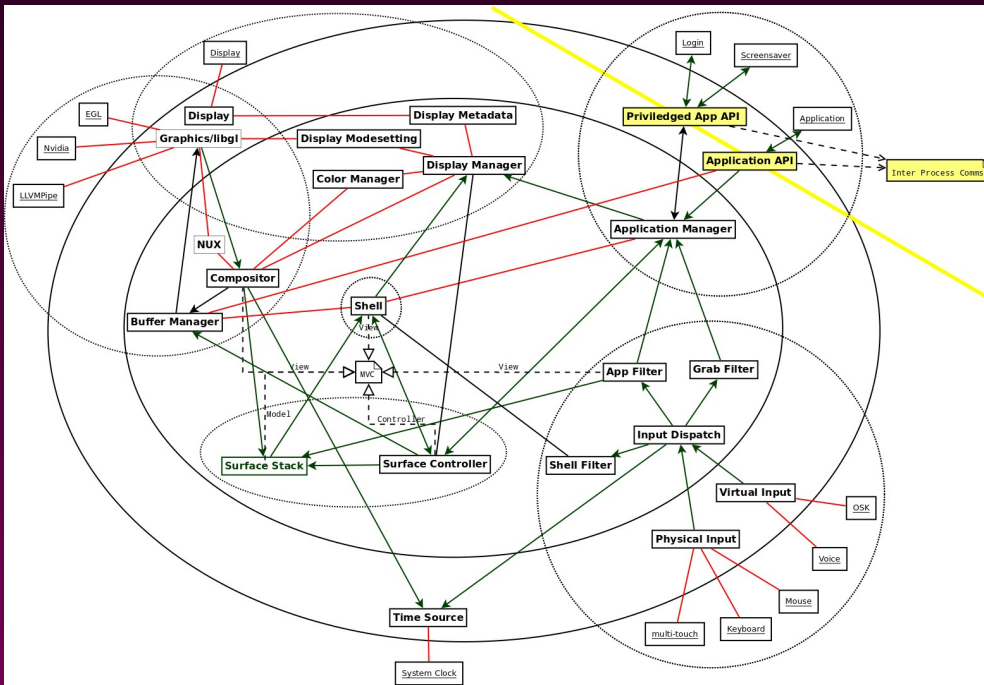 Display
Login
Screensaver
EGL
Display
Display Metadata
Priviledged App API
Application
Nvidia
Graphics/libgl
Display Modesetting
Display Manager
Application API
Inter Process Comms
LLVMPipe
Color Manager
Application Manager
NUX
Compositor
Shell
Buffer Manager
View
View
MVC
View
App Filter
Grab Filter
Model
Controller
Input Dispatch
Surface Stack
Surface Controller
Shell Filter
Virtual Input
OSK
Physical Input
Voice
Mouse
Time Source
multi-touch
Keyboard
System Clock